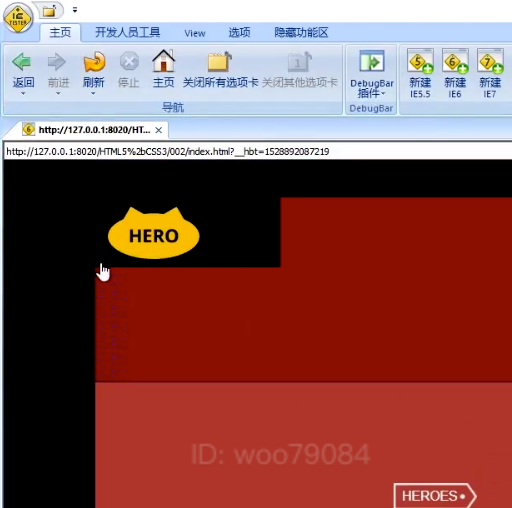 主页 开发人员工具 View 选项 隐藏功能区
返回 前进 刷新 停止 主页 关闭所有选项卡 关闭其他选项卡 DebugBar 插件 新建 IE5.5 新建 IE6 新建 IE7
导航 DebugBar
http://127.0.0.1:8020/HT...
http://127.0.0.1:8020/HTML5%2bCSS3/002/index.html?__hbt=1528892087219
HERO
ID: woo79084
HEROES